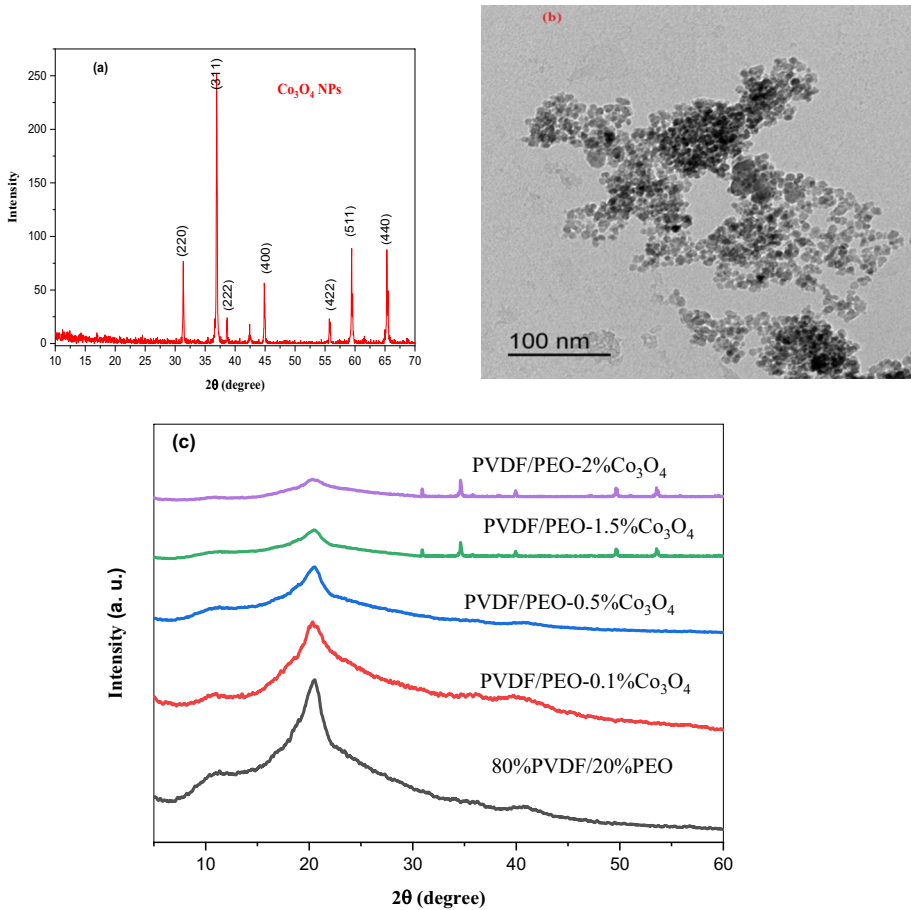 (a)
Co₃O₄ NPs
(220)
(311)
(222)
(400)
(422)
(511)
(440)
Intensity
250
200
150
100
50
0
10 15 20 25 30 35 40 45 50 55 60 65 70
2θ (degree)
(b)
100 nm
(c)
PVDF/PEO-2%Co₃O₄
PVDF/PEO-1.5%Co₃O₄
PVDF/PEO-0.5%Co₃O₄
PVDF/PEO-0.1%Co₃O₄
80%PVDF/20%PEO
Intensity (a. u.)
10 20 30 40 50 60
2θ (degree)